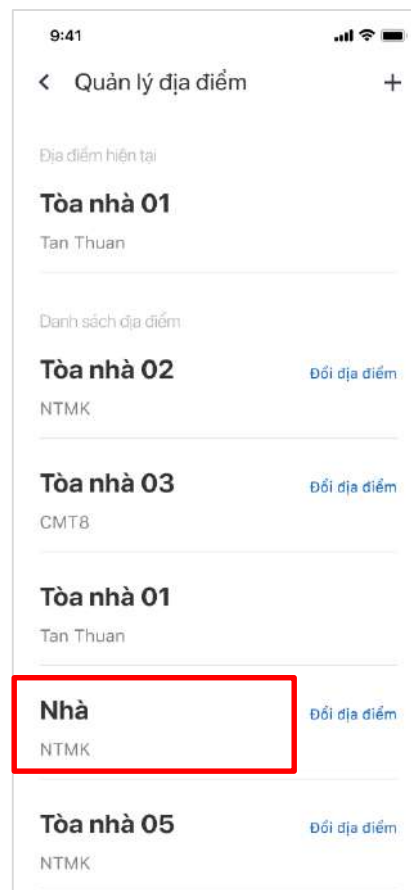 9:41
Quản lý địa điểm
Địa điểm hiện tại
Tòa nhà 01
Tan Thuan
Danh sách địa điểm
Tòa nhà 02
Đổi địa điểm
NTMK
Tòa nhà 03
Đổi địa điểm
CMT8
Tòa nhà 01
Tan Thuan
Nhà
Đổi địa điểm
NTMK
Tòa nhà 05
Đổi địa điểm
NTMK